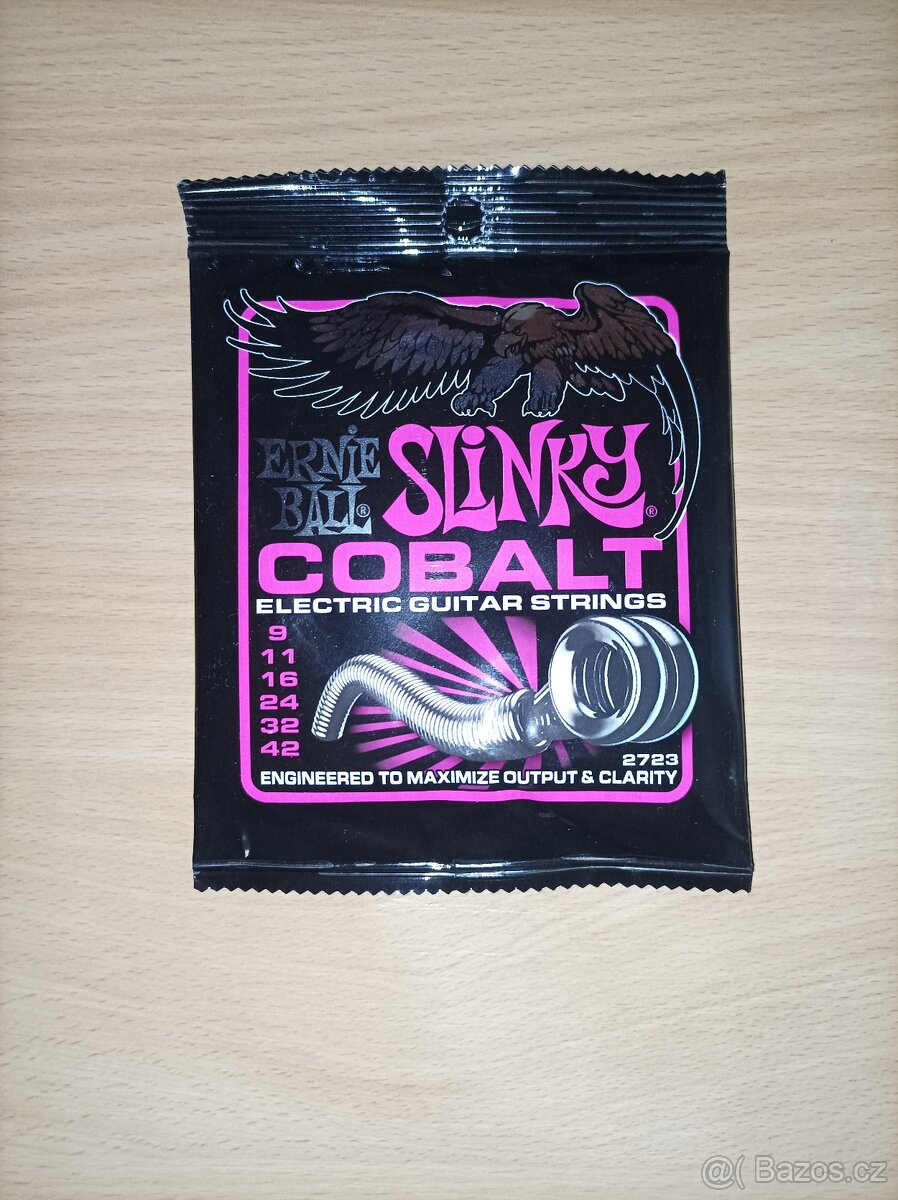 ERNiE
BALL®
SLiNKY®
COBALT
ELECTRIC GUITAR STRINGS
9
11
16
24
32
42
2723
ENGINEERED TO MAXIMIZE OUTPUT & CLARITY
@( Bazos.cz